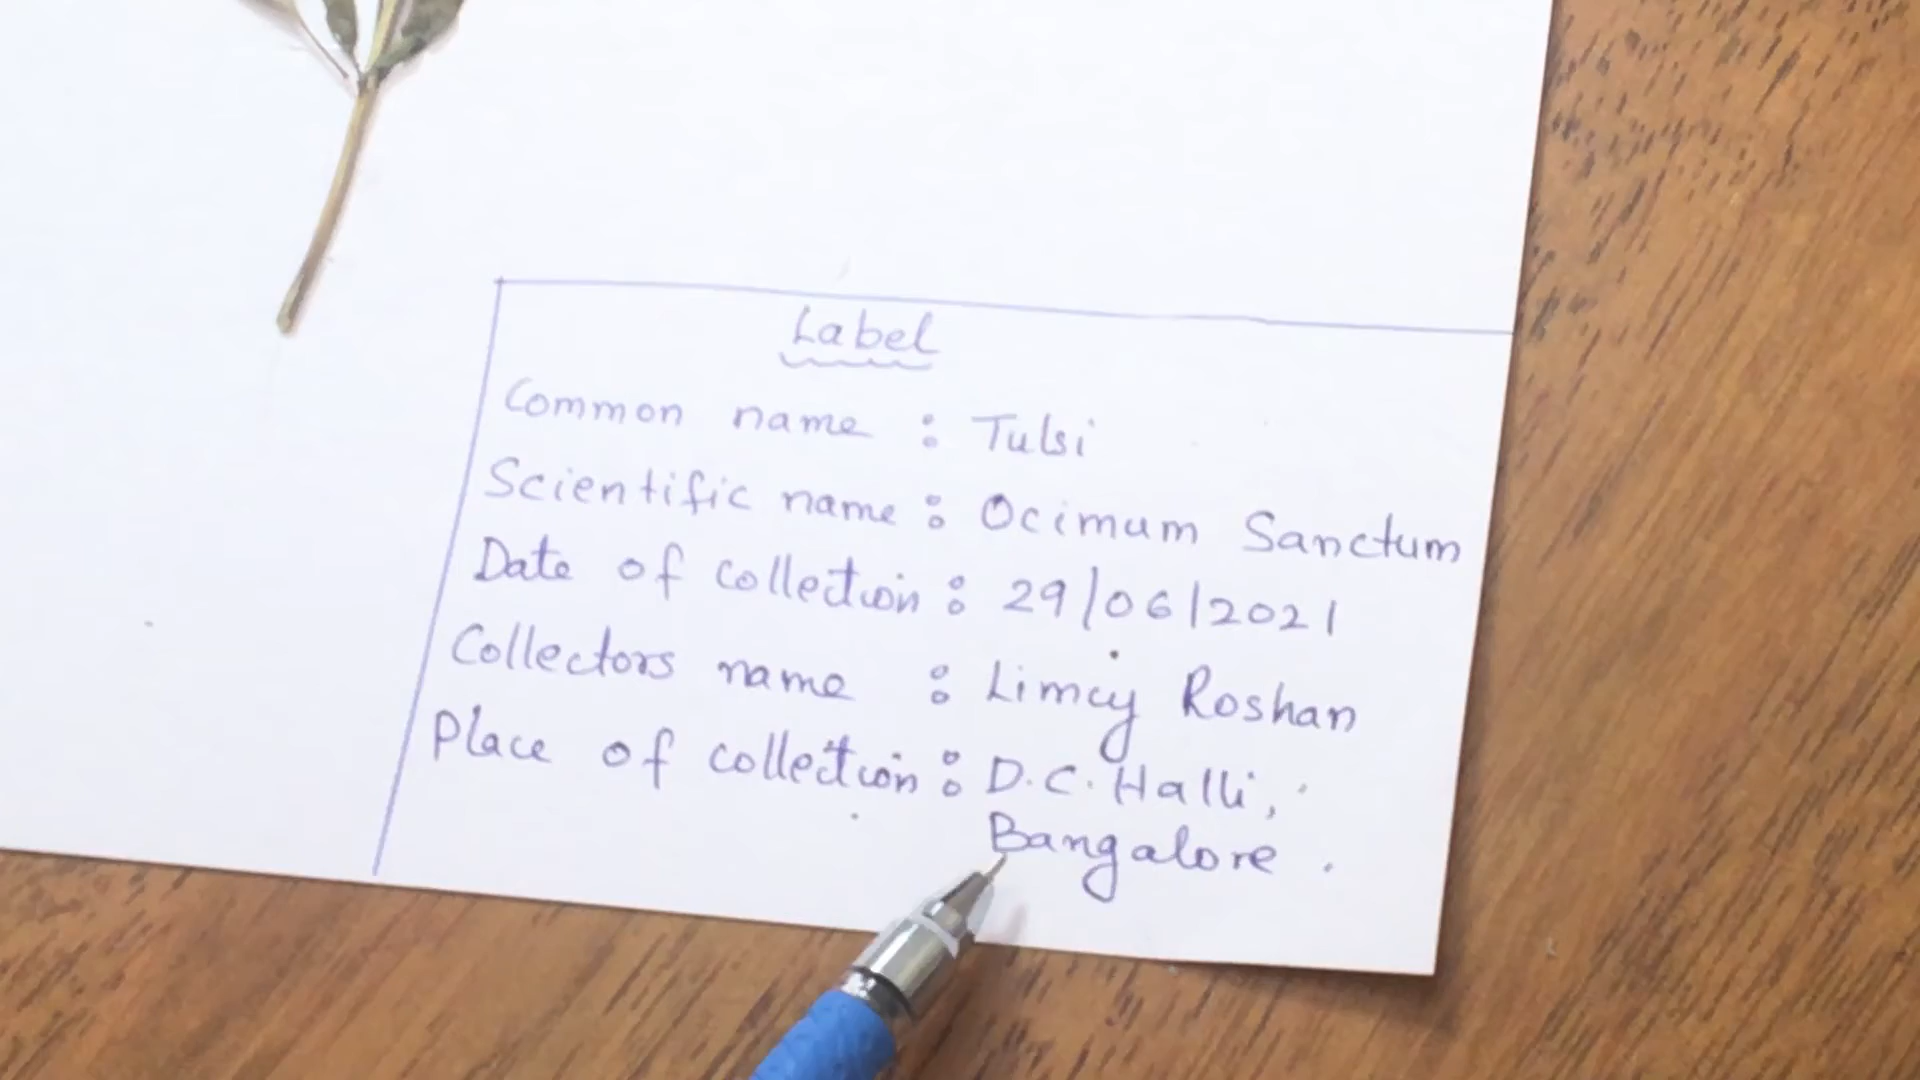 Label
Common name : Tulsi
Scientific name : Ocimum Sanctum
Date of collection : 29/06/2021
Collectors name : Limcy Roshan
Place of collection : D.C. Halli,
Bangalore .